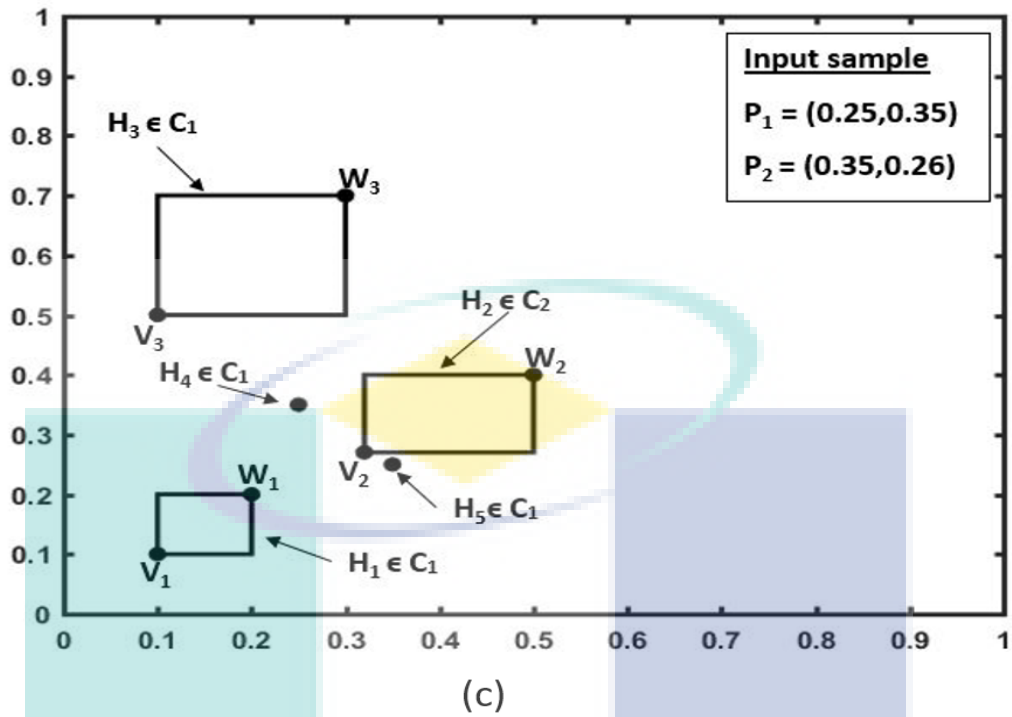 Input sample
P₁ = (0.25,0.35)
P₂ = (0.35,0.26)
1
0.9
0.8
0.7
0.6
0.5
0.4
0.3
0.2
0.1
0
H₃ ϵ C₁
W₃
V₃
H₂ ϵ C₂
W₂
H₄ ϵ C₁
V₂
H₅ϵ C₁
W₁
V₁
H₁ ϵ C₁
0 0.1 0.2 0.3 0.4 0.5 0.6 0.7 0.8 0.9 1
(c)